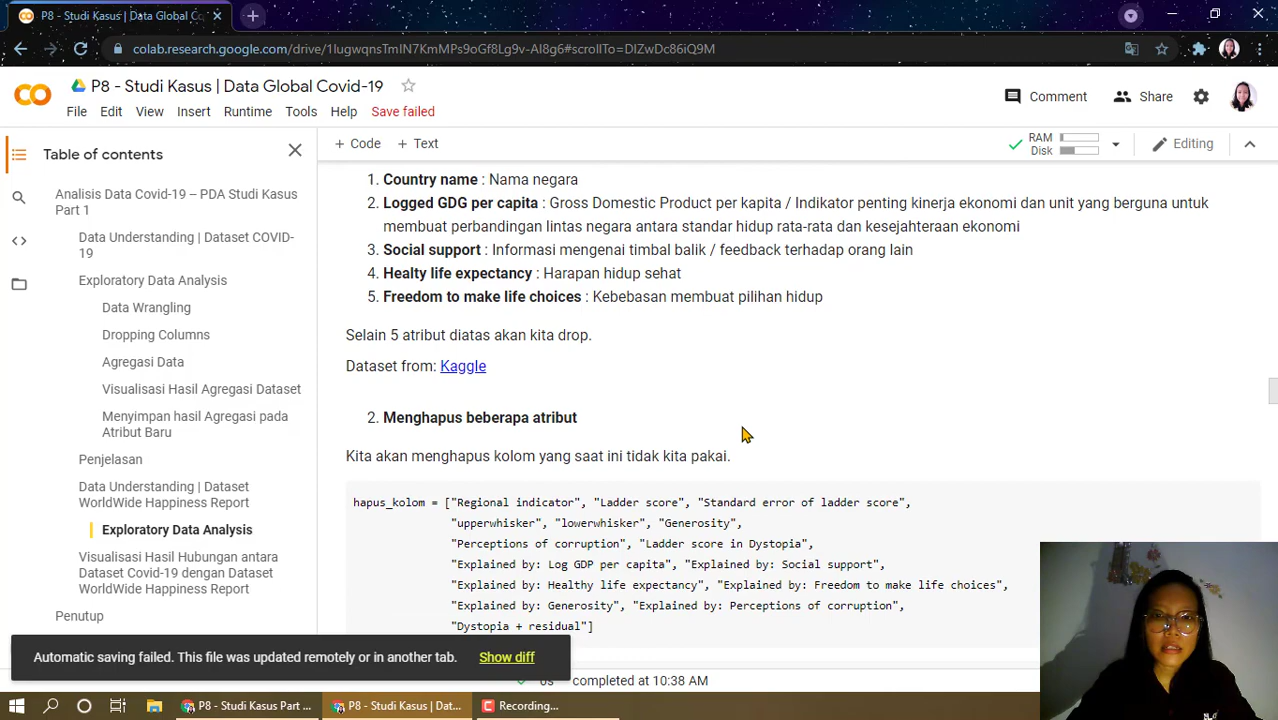 P8 - Studi Kasus | Data Global Co
colab.research.google.com/drive/1lugwqnsTmIN7KmMPs9oGf8Lg9v-AI8g6#scrollTo=DIZwDc86iQ9M
P8 - Studi Kasus | Data Global Covid-19
File Edit View Insert Runtime Tools Help Save failed
Comment Share
+ Code + Text
RAM
Disk
Editing
Table of contents
Analisis Data Covid-19 – PDA Studi Kasus
Part 1
Data Understanding | Dataset COVID-
19
Exploratory Data Analysis
Data Wrangling
Dropping Columns
Agregasi Data
Visualisasi Hasil Agregasi Dataset
Menyimpan hasil Agregasi pada
Atribut Baru
Penjelasan
Data Understanding | Dataset
WorldWide Happiness Report
Exploratory Data Analysis
Visualisasi Hasil Hubungan antara
Dataset Covid-19 dengan Dataset
WorldWide Happiness Report
Penutup
1. Country name : Nama negara
2. Logged GDG per capita : Gross Domestic Product per kapita / Indikator penting kinerja ekonomi dan unit yang berguna untuk
membuat perbandingan lintas negara antara standar hidup rata-rata dan kesejahteraan ekonomi
3. Social support : Informasi mengenai timbal balik / feedback terhadap orang lain
4. Healty life expectancy : Harapan hidup sehat
5. Freedom to make life choices : Kebebasan membuat pilihan hidup
Selain 5 atribut diatas akan kita drop.
Dataset from: Kaggle
2. Menghapus beberapa atribut
Kita akan menghapus kolom yang saat ini tidak kita pakai.
hapus_kolom = ["Regional indicator", "Ladder score", "Standard error of ladder score",
"upperwhisker", "lowerwhisker", "Generosity",
"Perceptions of corruption", "Ladder score in Dystopia",
"Explained by: Log GDP per capita", "Explained by: Social support",
"Explained by: Healthy life expectancy", "Explained by: Freedom to make life choices",
"Explained by: Generosity", "Explained by: Perceptions of corruption",
"Dystopia + residual"]
Automatic saving failed. This file was updated remotely or in another tab. Show diff
0s completed at 10:38 AM
P8 - Studi Kasus Part ...
P8 - Studi Kasus | Dat...
Recording...